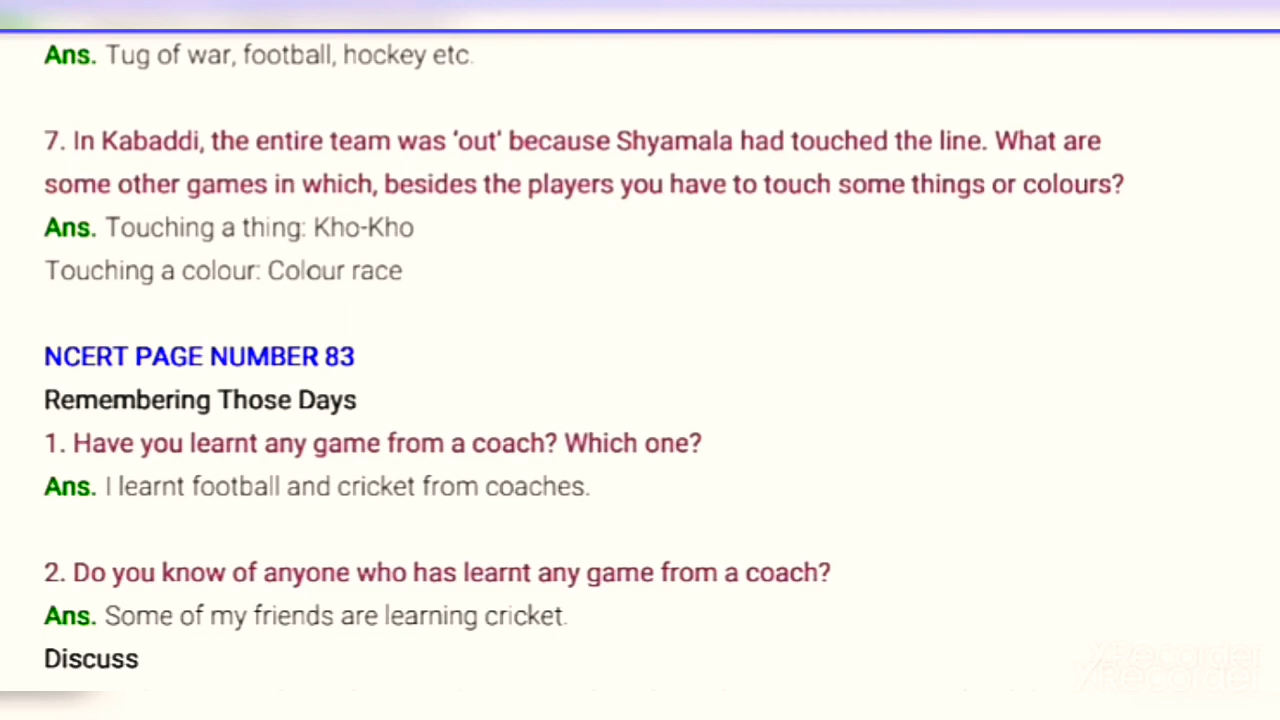 Ans. Tug of war, football, hockey etc.
7. In Kabaddi, the entire team was ‘out’ because Shyamala had touched the line. What are
some other games in which, besides the players you have to touch some things or colours?
Ans. Touching a thing: Kho-Kho
Touching a colour: Colour race
NCERT PAGE NUMBER 83
Remembering Those Days
1. Have you learnt any game from a coach? Which one?
Ans. I learnt football and cricket from coaches.
2. Do you know of anyone who has learnt any game from a coach?
Ans. Some of my friends are learning cricket.
Discuss
XRecorder